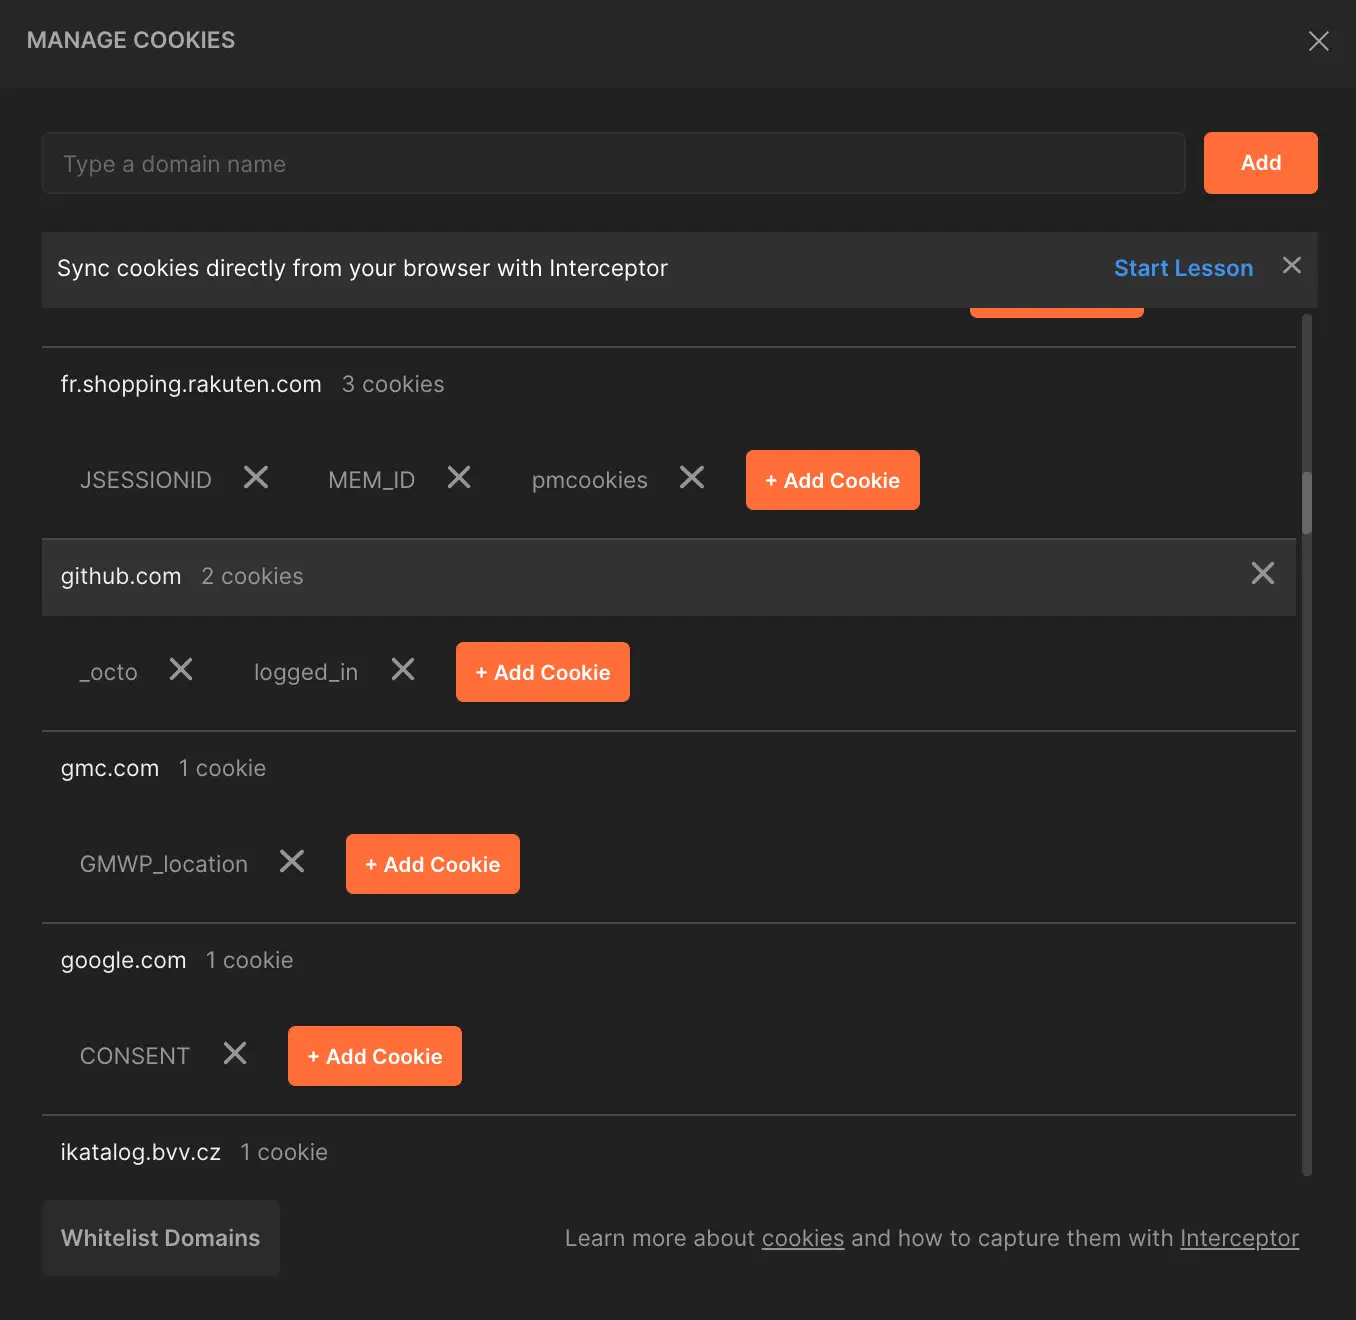 MANAGE COOKIES
Type a domain name
Add
Sync cookies directly from your browser with Interceptor
Start Lesson
fr.shopping.rakuten.com 3 cookies
JSESSIONID MEM_ID pmcookies + Add Cookie
github.com 2 cookies
_octo logged_in + Add Cookie
gmc.com 1 cookie
GMWP_location + Add Cookie
google.com 1 cookie
CONSENT + Add Cookie
ikatalog.bvv.cz 1 cookie
Whitelist Domains
Learn more about cookies and how to capture them with Interceptor